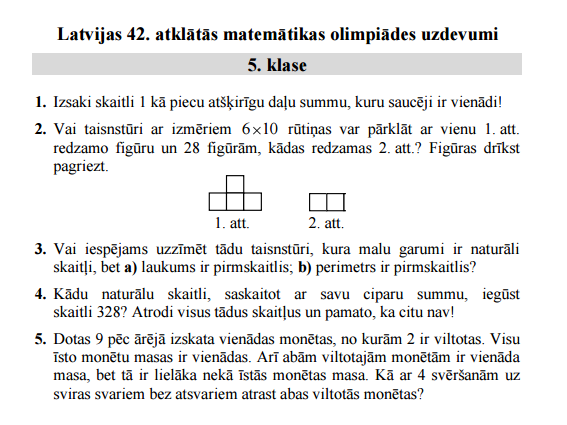 Latvijas 42. atklātās matemātikas olimpiādes uzdevumi
5. klase
1. Izsaki skaitli 1 kā piecu atšķirīgu daļu summu, kuru saucēji ir vienādi!
2. Vai taisnstūri ar izmēriem 6×10 rūtiņas var pārklāt ar vienu 1. att.
redzamo figūru un 28 figūrām, kādas redzamas 2. att.? Figūras drīkst
pagriezt.
1. att. 2. att.
3. Vai iespējams uzzīmēt tādu taisnstūri, kura malu garumi ir naturāli
skaitļi, bet a) laukums ir pirmskaitlis; b) perimetrs ir pirmskaitlis?
4. Kādu naturālu skaitli, saskaitot ar savu ciparu summu, iegūst
skaitli 328? Atrodi visus tādus skaitļus un pamato, ka citu nav!
5. Dotas 9 pēc ārējā izskata vienādas monētas, no kurām 2 ir viltotas. Visu
īsto monētu masas ir vienādas. Arī abām viltotajām monētām ir vienāda
masa, bet tā ir lielāka nekā īstās monētas masa. Kā ar 4 svēršanām uz
sviras svariem bez atsvariem atrast abas viltotās monētas?